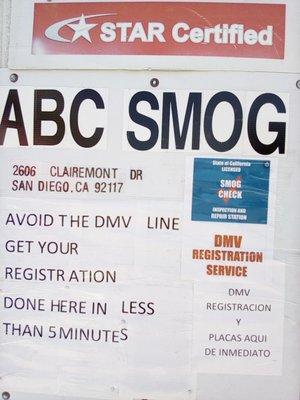 STAR Certified
ABC SMOG
2606 CLAIREMONT DR
SAN DIEGO.CA 92117
State of California
LICENSED
SMOG
CHECK
INSPECTION AND
REPAIR STATION
AVOID THE DMV LINE
GET YOUR
REGISTRATION
DONE HERE IN LESS
THAN 5 MINUTES
DMV
REGISTRATION
SERVICE
DMV
REGISTRACION
Y
PLACAS AQUI
DE INMEDIATO